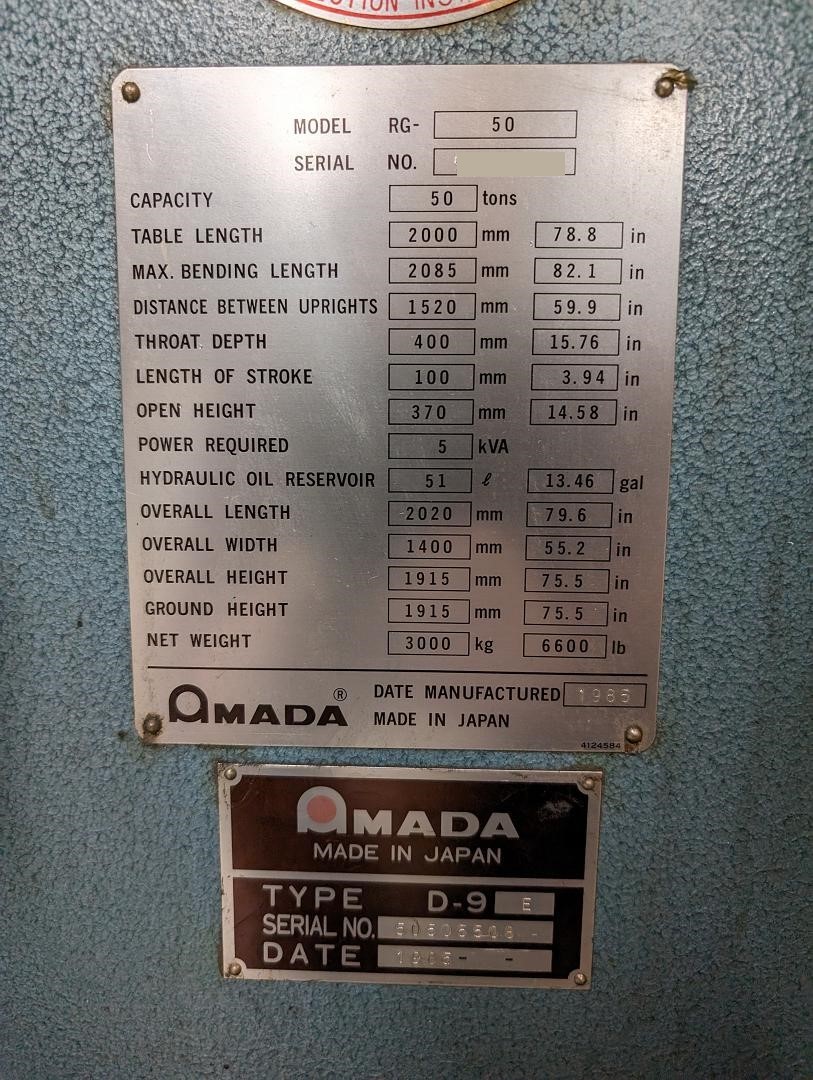 MODEL RG- 50
SERIAL NO.
CAPACITY 50 tons
TABLE LENGTH 2000 mm 78.8 in
MAX. BENDING LENGTH 2085 mm 82.1 in
DISTANCE BETWEEN UPRIGHTS 1520 mm 59.9 in
THROAT DEPTH 400 mm 15.76 in
LENGTH OF STROKE 100 mm 3.94 in
OPEN HEIGHT 370 mm 14.58 in
POWER REQUIRED 5 kVA
HYDRAULIC OIL RESERVOIR 51 ℓ 13.46 gal
OVERALL LENGTH 2020 mm 79.6 in
OVERALL WIDTH 1400 mm 55.2 in
OVERALL HEIGHT 1915 mm 75.5 in
GROUND HEIGHT 1915 mm 75.5 in
NET WEIGHT 3000 kg 6600 lb
AMADA ® DATE MANUFACTURED 1985
MADE IN JAPAN
4124584
AMADA
MADE IN JAPAN
TYPE D-9 E
SERIAL NO.
DATE 1985- -